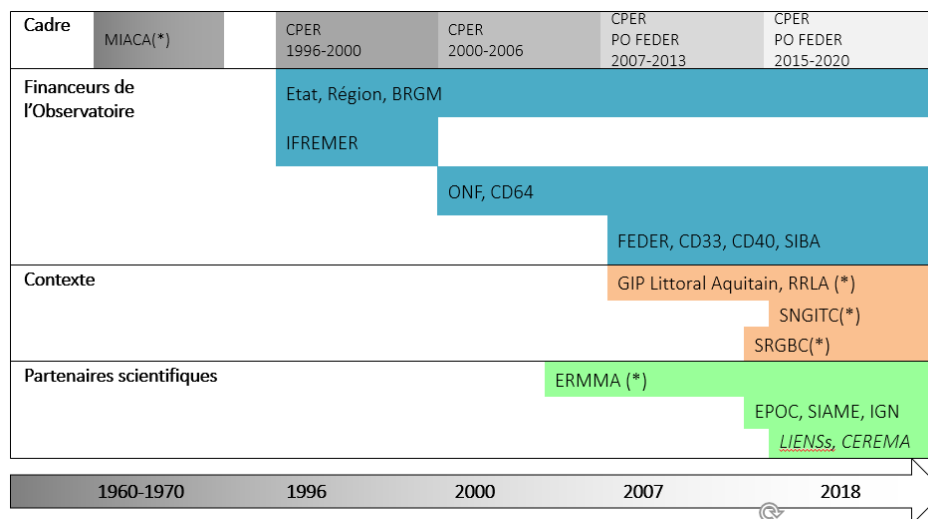 Cadre
MIACA(*)
CPER
1996-2000
CPER
2000-2006
CPER
PO FEDER
2007-2013
CPER
PO FEDER
2015-2020
Financeurs de
l'Observatoire
Etat, Région, BRGM
IFREMER
ONF, CD64
FEDER, CD33, CD40, SIBA
Contexte
GIP Littoral Aquitain, RRLA (*)
SNGITC(*)
SRGBC(*)
Partenaires scientifiques
ERMMA (*)
EPOC, SIAME, IGN
LIENSs, CEREMA
1960-1970
1996
2000
2007
2018